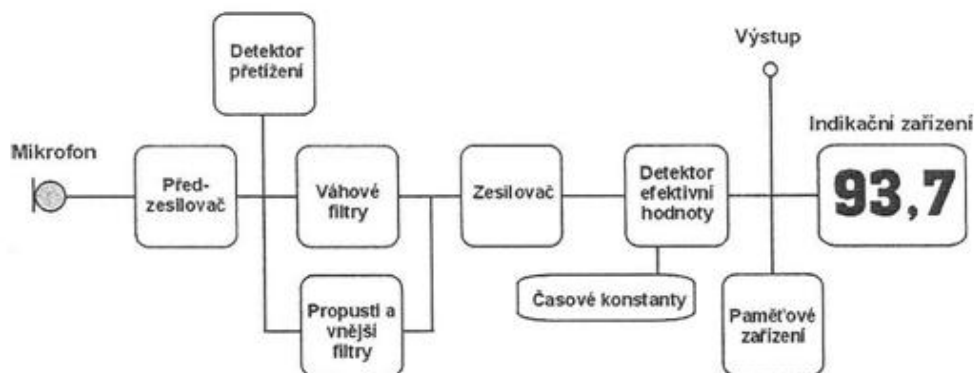 Detektor
přetížení
Výstup
Indikační zařízení
Mikrofon
Před-
zesilovač
Váhové
filtry
Zesilovač
Detektor
efektivní
hodnoty
93,7
Časové konstanty
Propusti a
vnější
filtry
Paměťové
zařízení